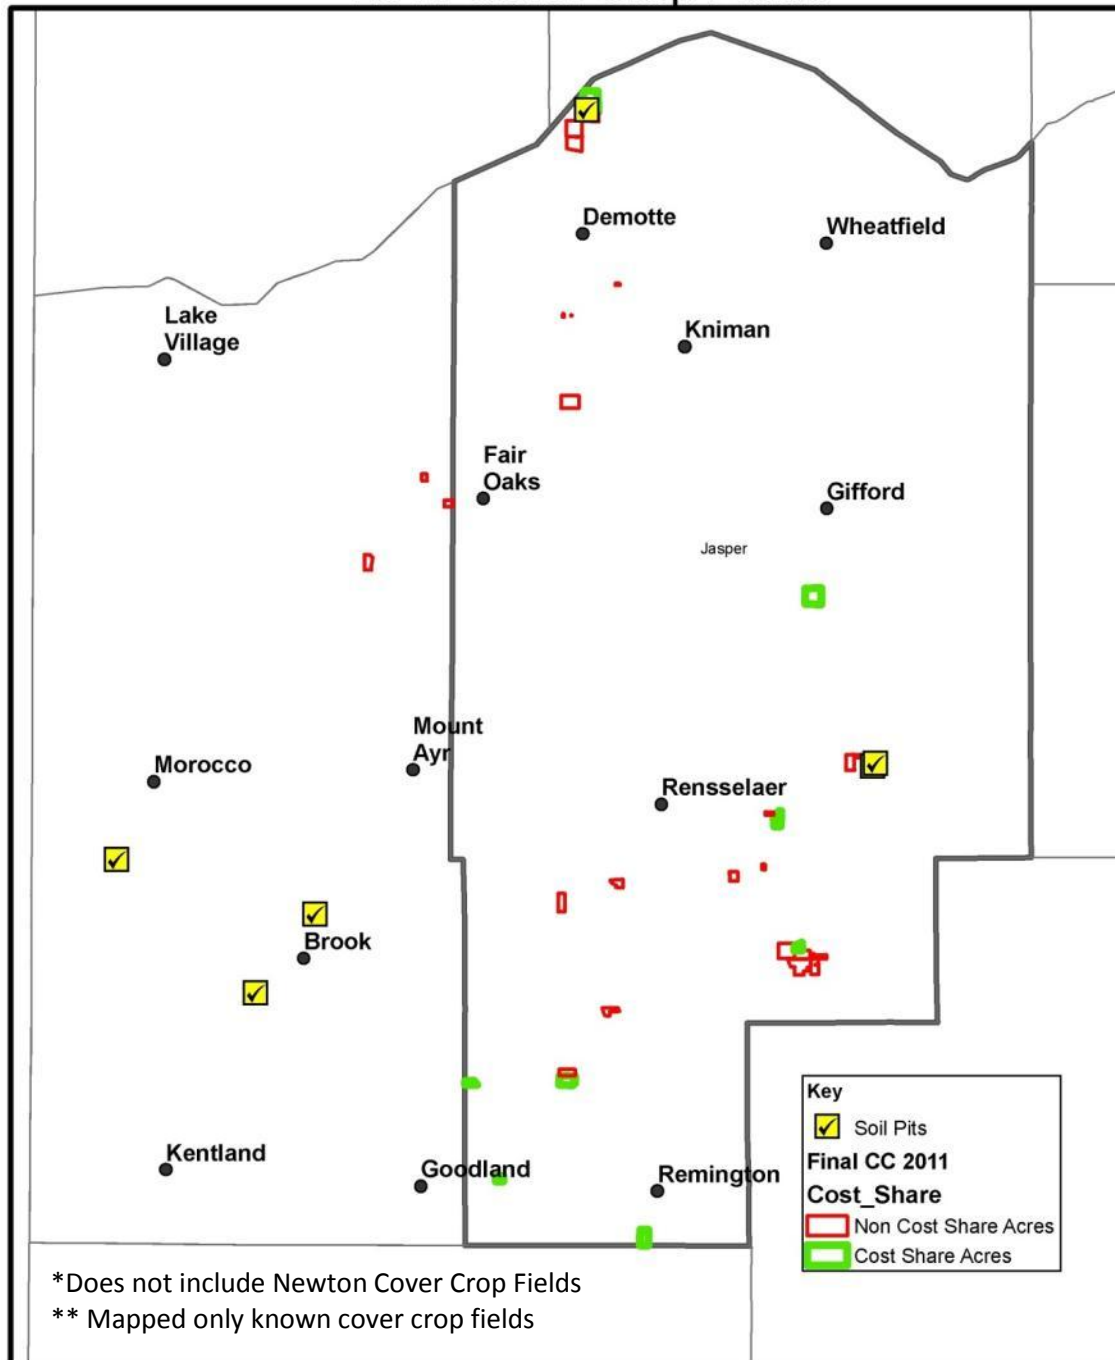 Demotte
Wheatfield
Lake
Village
Kniman
Fair
Oaks
Gifford
Jasper
Mount
Ayr
Morocco
Rensselaer
Brook
Kentland
Goodland
Remington
Key
Soil Pits
Final CC 2011
Cost_Share
Non Cost Share Acres
Cost Share Acres
*Does not include Newton Cover Crop Fields
** Mapped only known cover crop fields